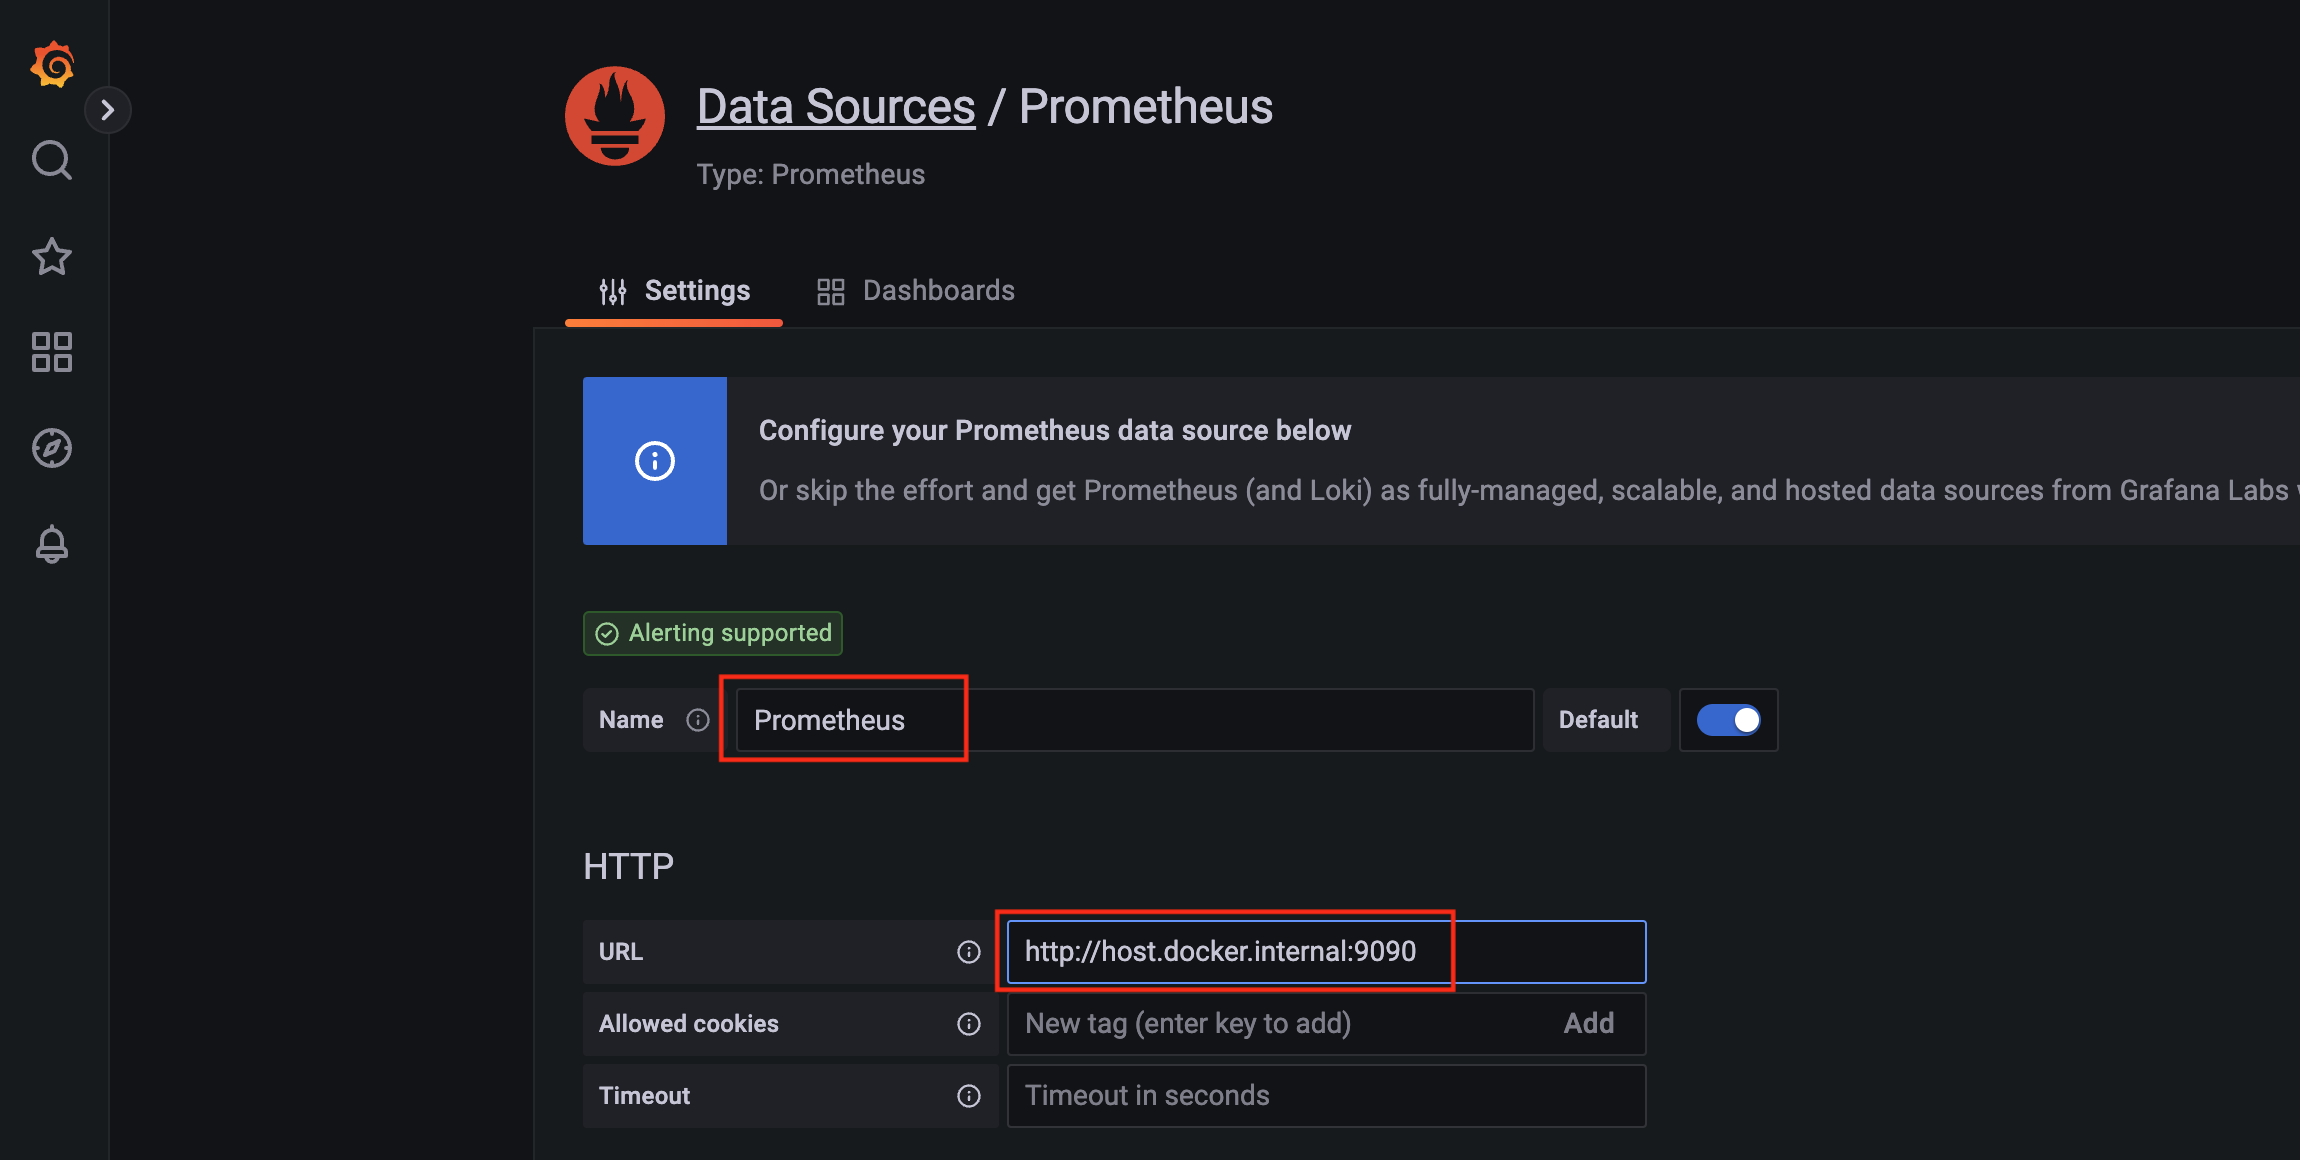 Data Sources / Prometheus
Type: Prometheus
Settings
Dashboards
Configure your Prometheus data source below
Or skip the effort and get Prometheus (and Loki) as fully-managed, scalable, and hosted data sources from Grafana Labs
Alerting supported
Name
Prometheus
Default
HTTP
URL
http://host.docker.internal:9090
Allowed cookies
New tag (enter key to add)
Add
Timeout
Timeout in seconds